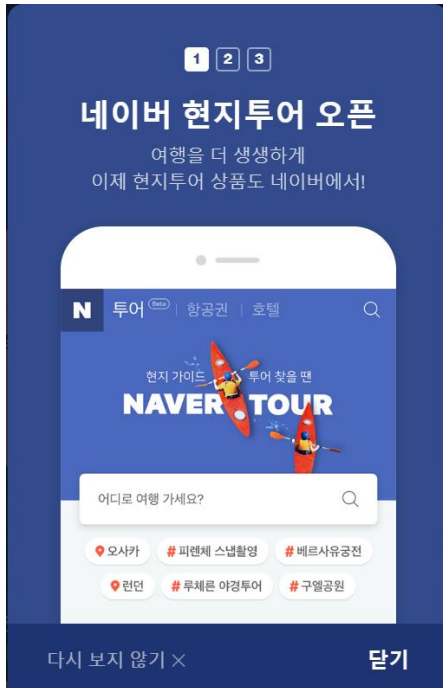 1 2 3
네이버 현지투어 오픈
여행을 더 생생하게
이제 현지투어 상품도 네이버에서!
N 투어 Beta | 항공권 | 호텔
현지 가이드 투어 찾을 땐
NAVER TOUR
어디로 여행 가세요?
오사카 # 피렌체 스냅촬영 # 베르사유궁전
런던 # 루체른 야경투어 # 구엘공원
다시 보지 않기 × 닫기